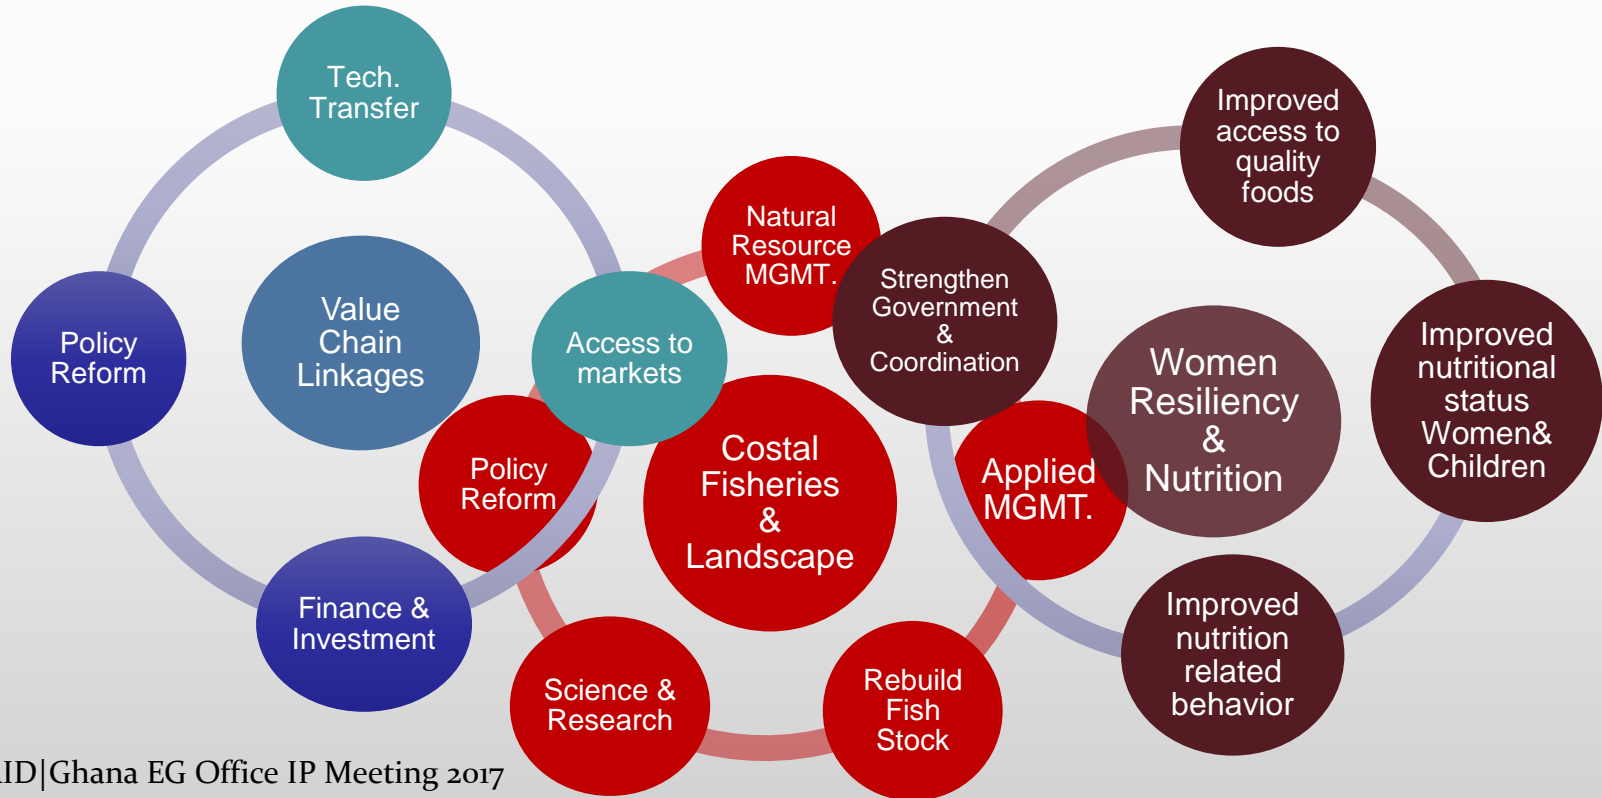 Tech.
Transfer
Policy
Reform
Value
Chain
Linkages
Access to
markets
Finance &
Investment
Natural
Resource
MGMT.
Policy
Reform
Costal
Fisheries
&
Landscape
Applied
MGMT.
Science &
Research
Rebuild
Fish
Stock
Strengthen
Government
&
Coordination
Improved
access to
quality
foods
Women
Resiliency
&
Nutrition
Improved
nutritional
status
Women&
Children
Improved
nutrition
related
behavior
ID|Ghana EG Office IP Meeting 2017